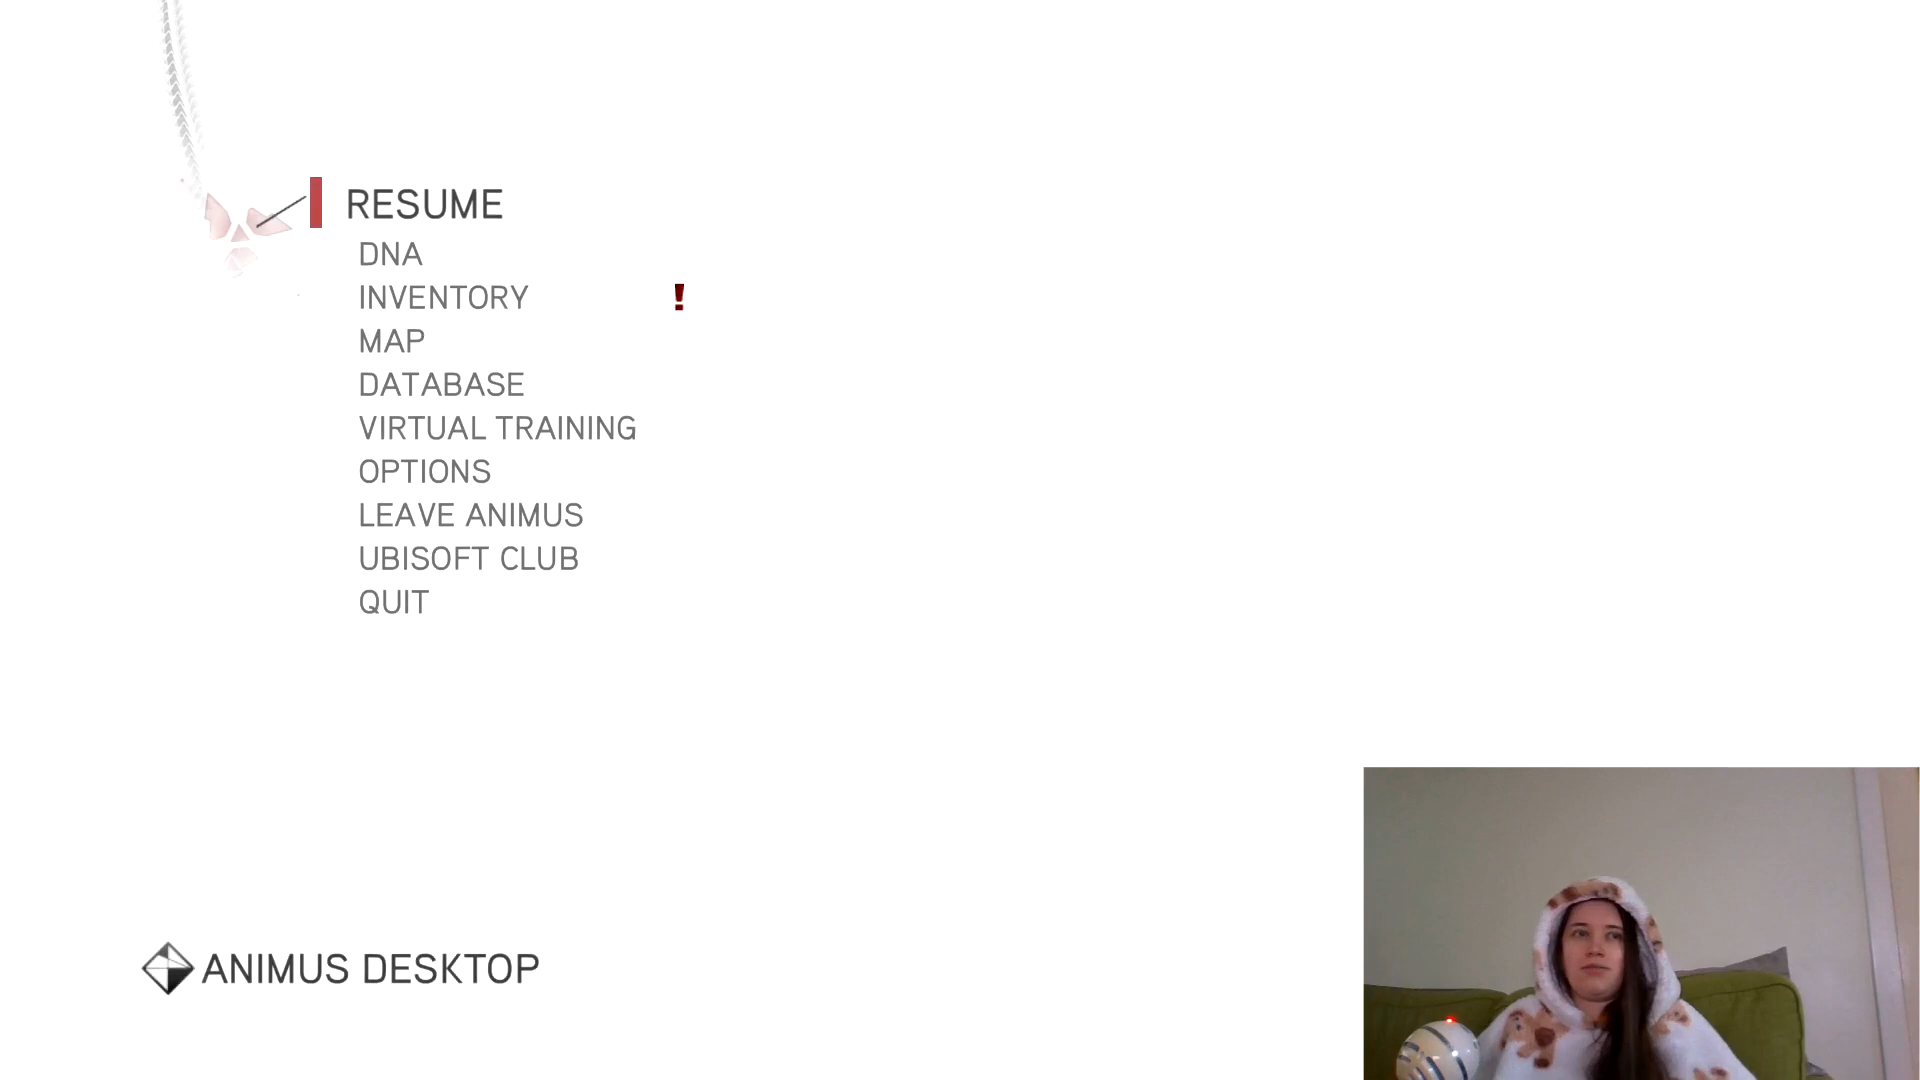 RESUME
DNA
INVENTORY !
MAP
DATABASE
VIRTUAL TRAINING
OPTIONS
LEAVE ANIMUS
UBISOFT CLUB
QUIT
ANIMUS DESKTOP